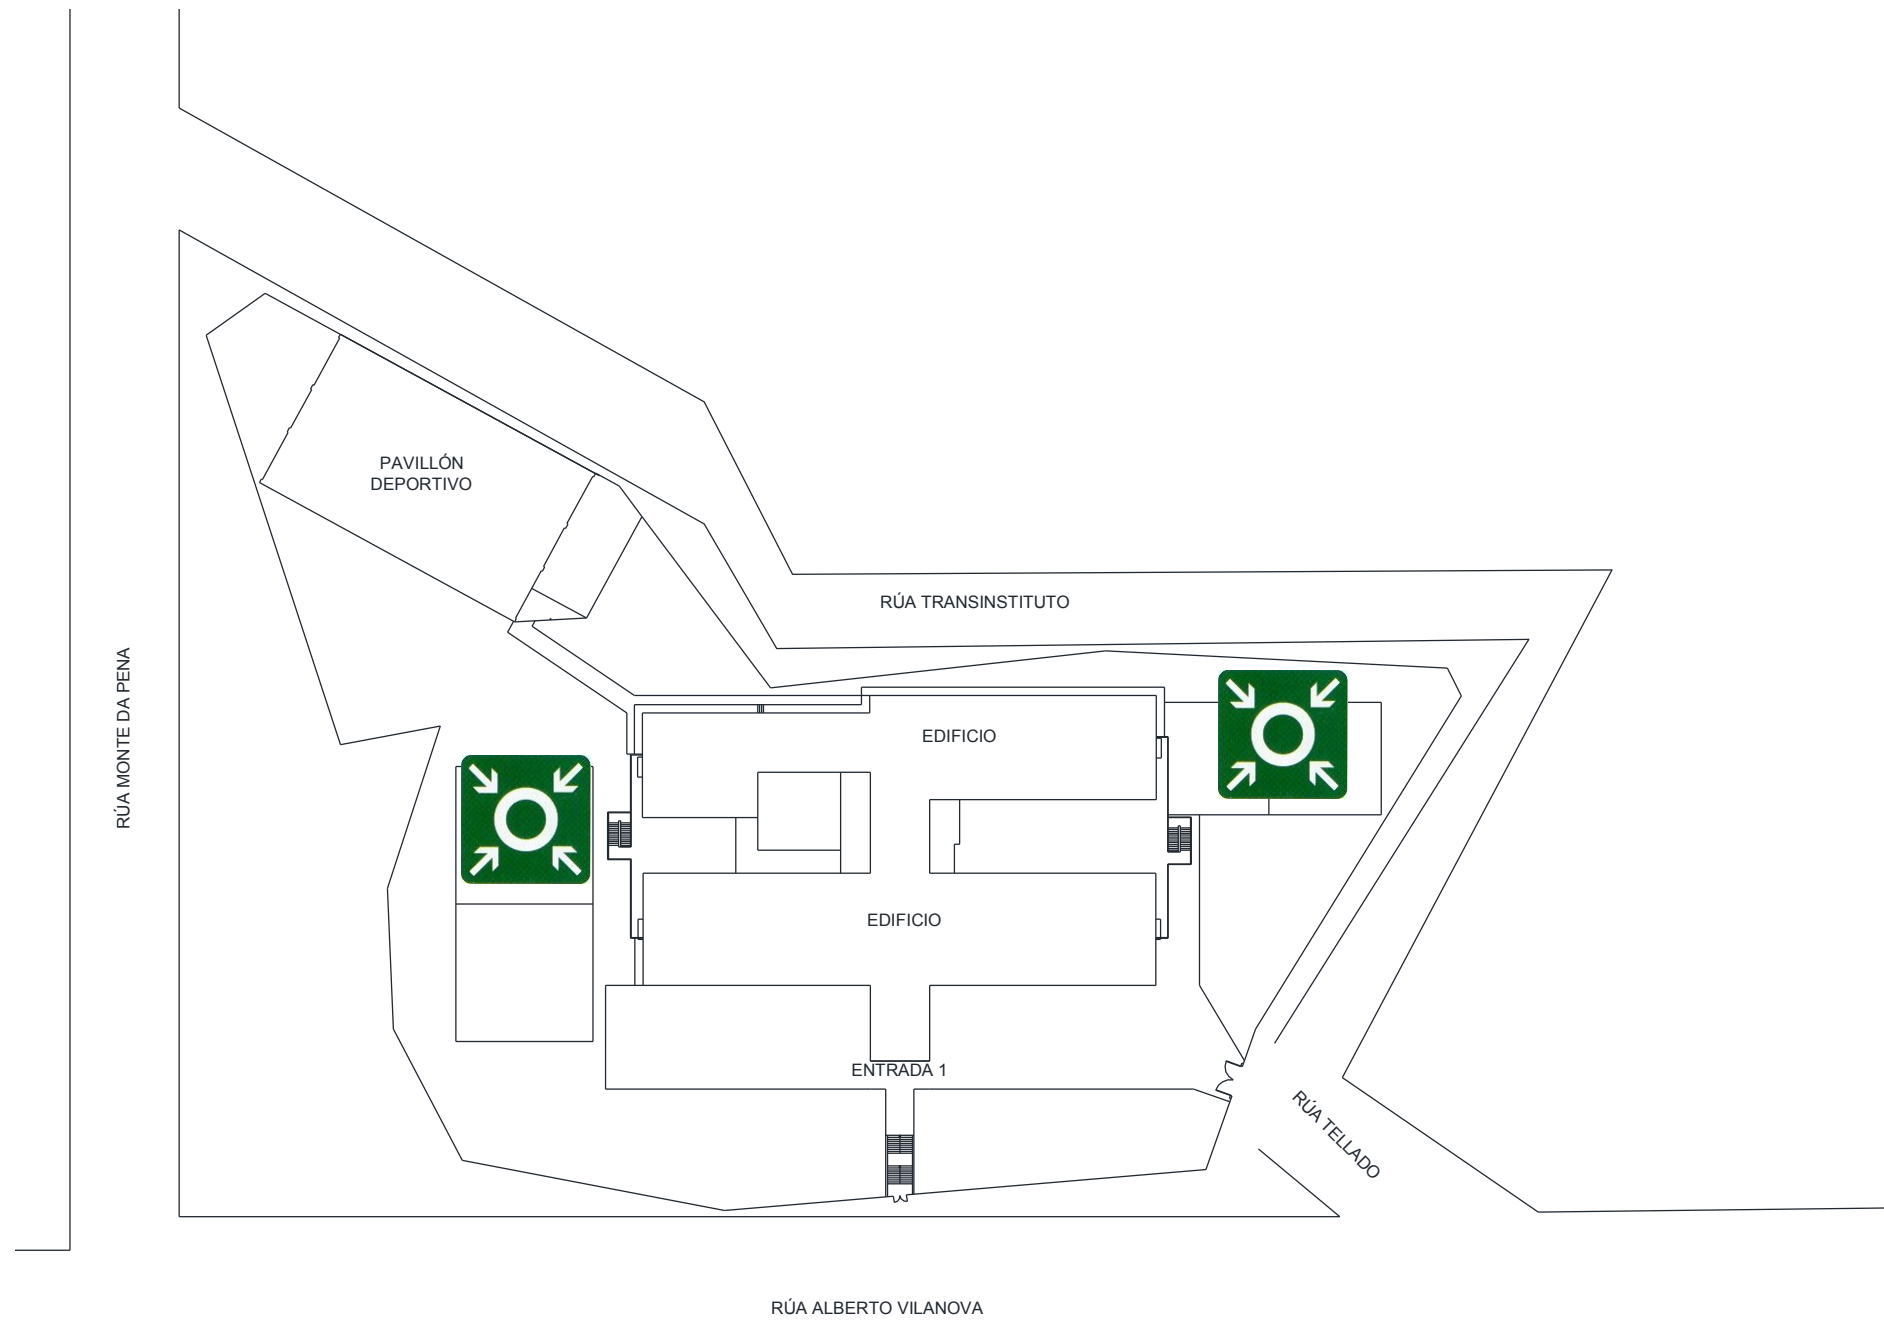 PAVILLÓN
DEPORTIVO
RÚA TRANSINSTITUTO
RÚA MONTE DA PENA
EDIFICIO
EDIFICIO
ENTRADA 1
RÚA TELLADO
RÚA ALBERTO VILANOVA